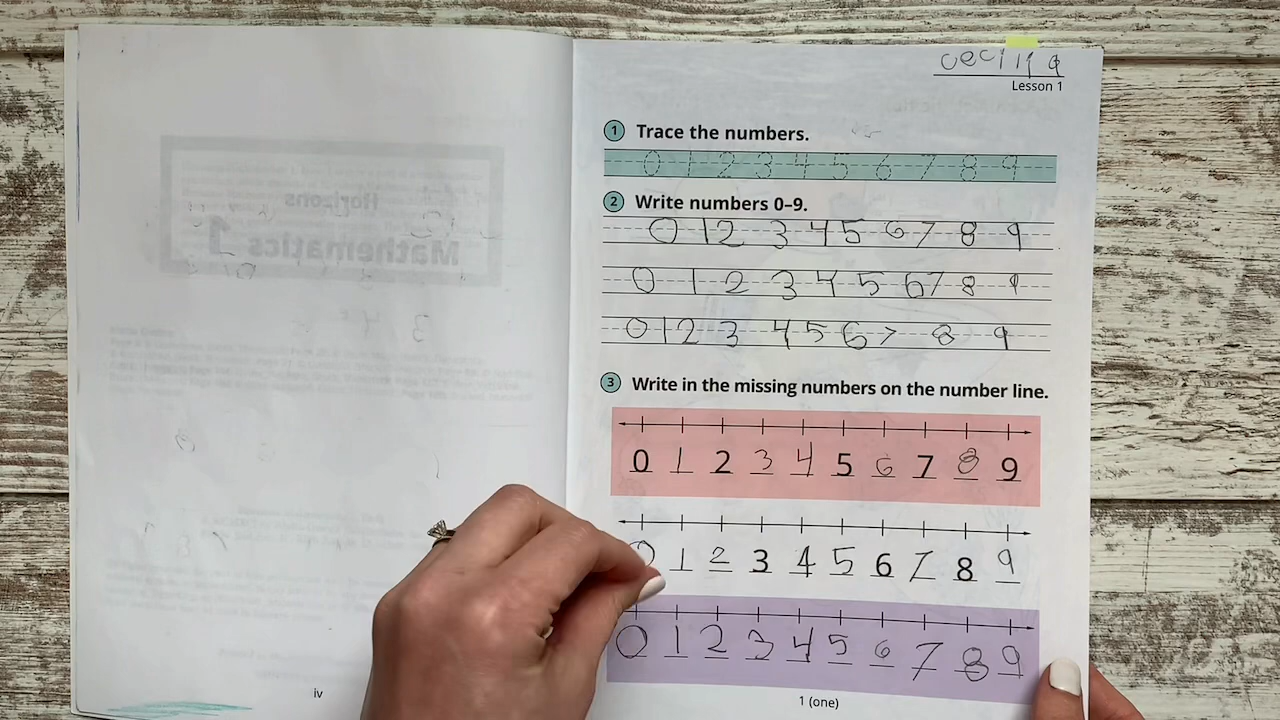 Lesson 1
1 Trace the numbers.
0 1 2 3 4 5 6 7 8 9
2 Write numbers 0–9.
0 1 2 3 4 5 6 7 8 9
0 1 2 3 4 5 6 7 8 9
0 1 2 3 4 5 6 7 8 9
3 Write in the missing numbers on the number line.
0 1 2 3 4 5 6 7 8 9
0 1 2 3 4 5 6 7 8 9
0 1 2 3 4 5 6 7 8 9
1 (one)
iv
Horizons
Mathematics 1